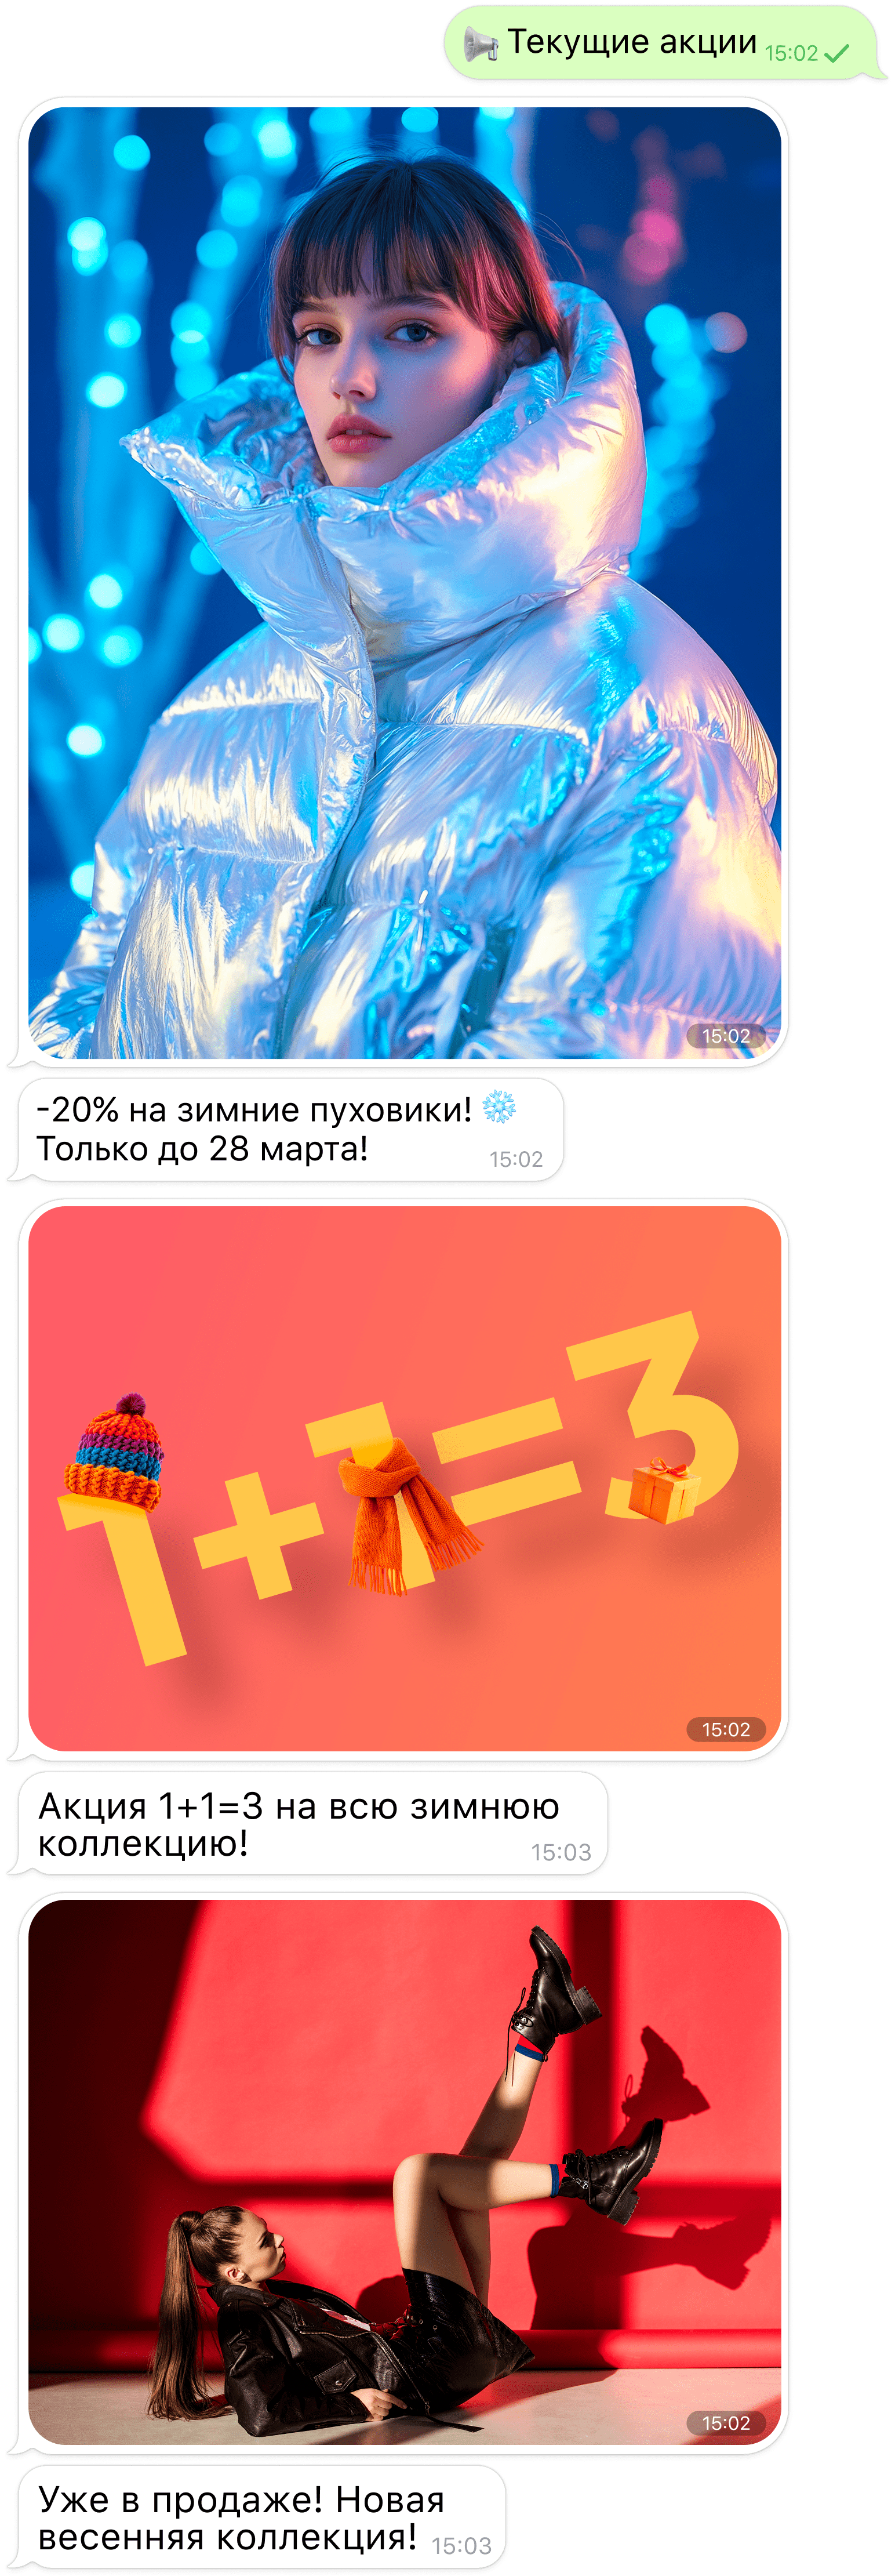 📢 Текущие акции 15:02
15:02
-20% на зимние пуховики! ❄️
Только до 28 марта! 15:02
1+1=3
15:02
Акция 1+1=3 на всю зимнюю
коллекцию! 15:03
15:02
Уже в продаже! Новая
весенняя коллекция! 15:03